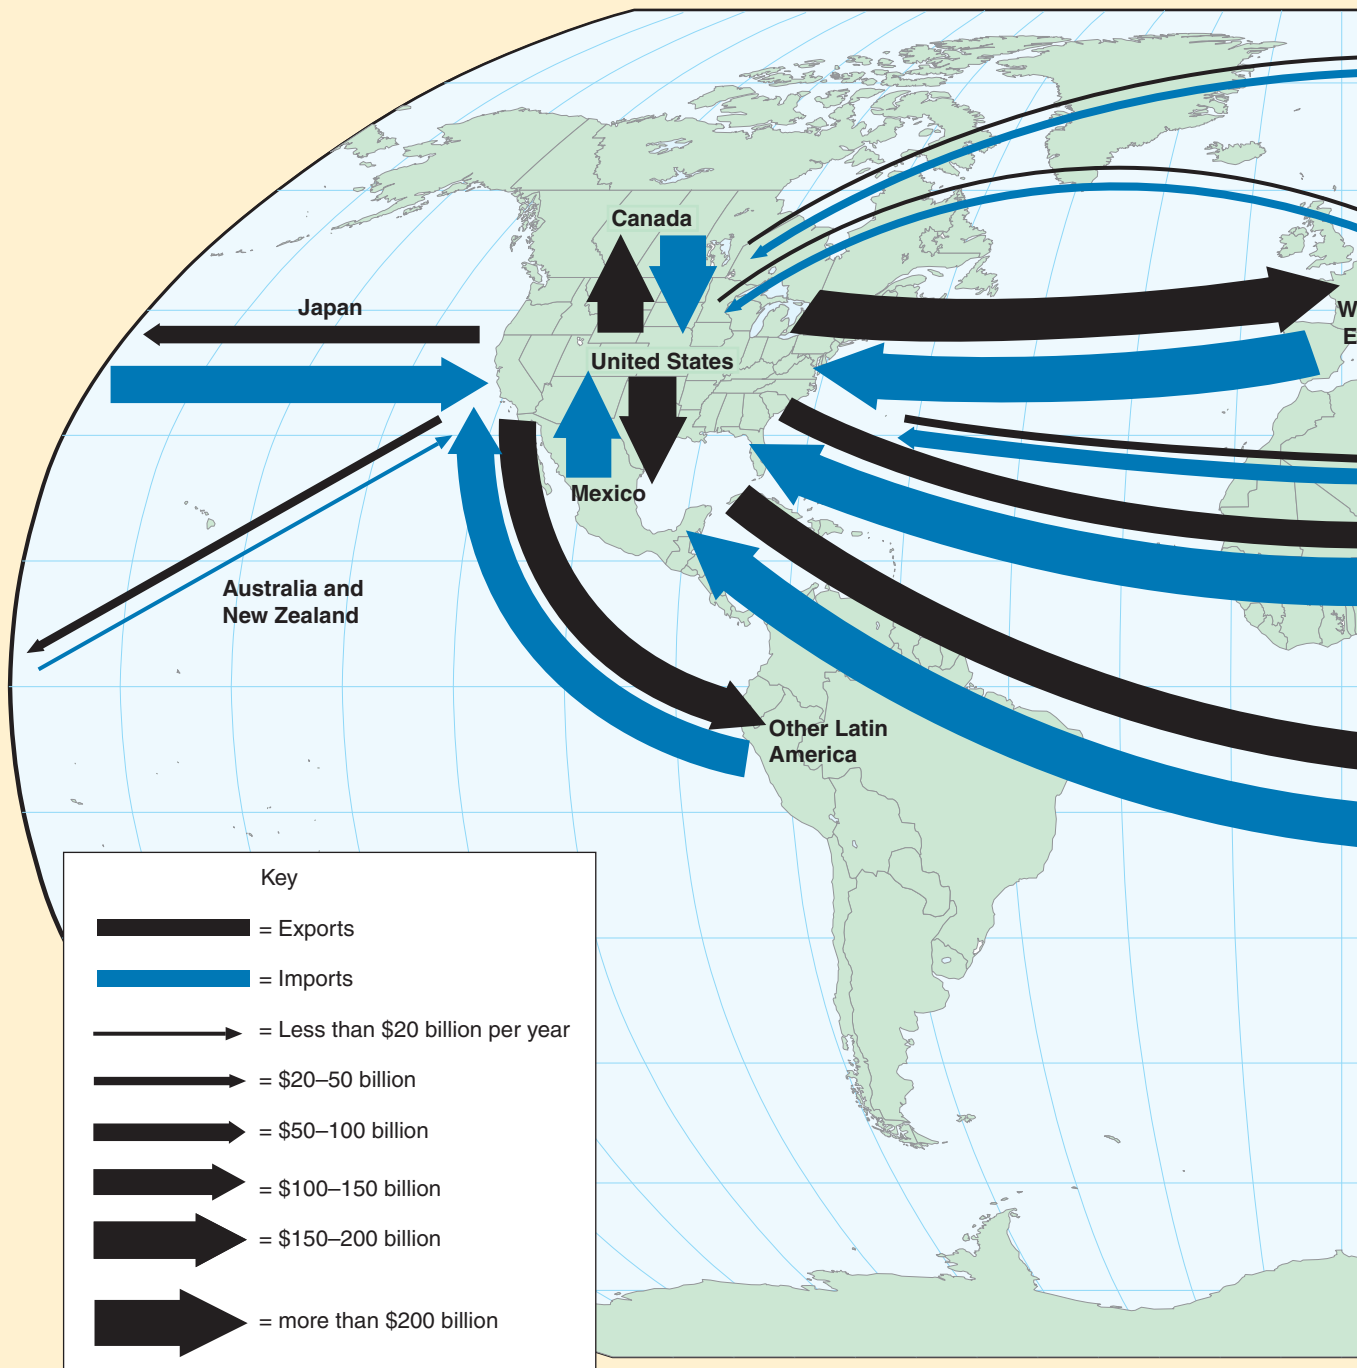 Canada
Japan
W
E
United States
Mexico
Australia and
New Zealand
Other Latin
America
Key
= Exports
= Imports
= Less than $20 billion per year
= $20–50 billion
= $50–100 billion
= $100–150 billion
= $150–200 billion
= more than $200 billion